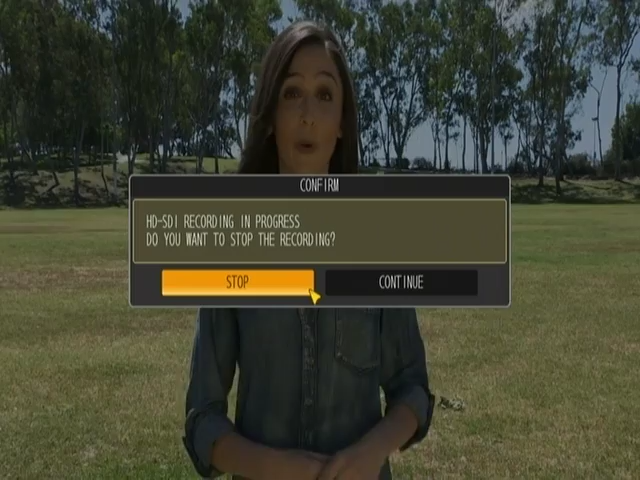 CONFIRM
HD-SDI RECORDING IN PROGRESS
DO YOU WANT TO STOP THE RECORDING?
STOP
CONTINUE